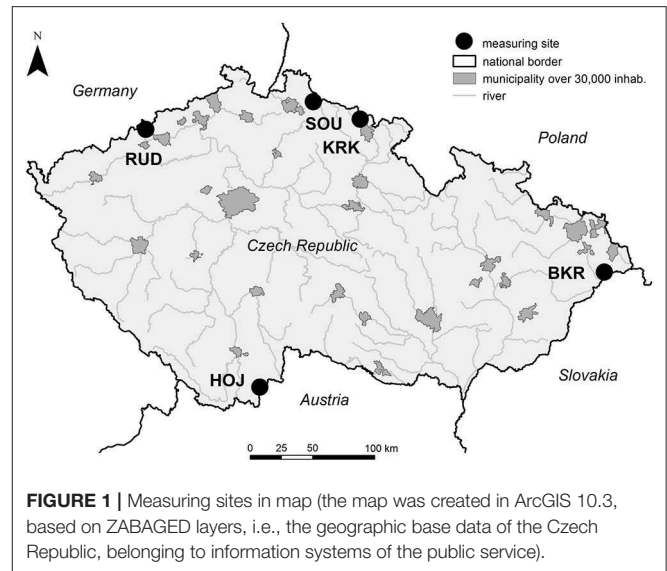 N
measuring site
national border
municipality over 30,000 inhab.
river
Germany
SOU
KRK
RUD
Poland
Czech Republic
BKR
HOJ
Austria
Slovakia
0 25 50 100 km
FIGURE 1 | Measuring sites in map (the map was created in ArcGIS 10.3,
based on ZABAGED layers, i.e., the geographic base data of the Czech
Republic, belonging to information systems of the public service).